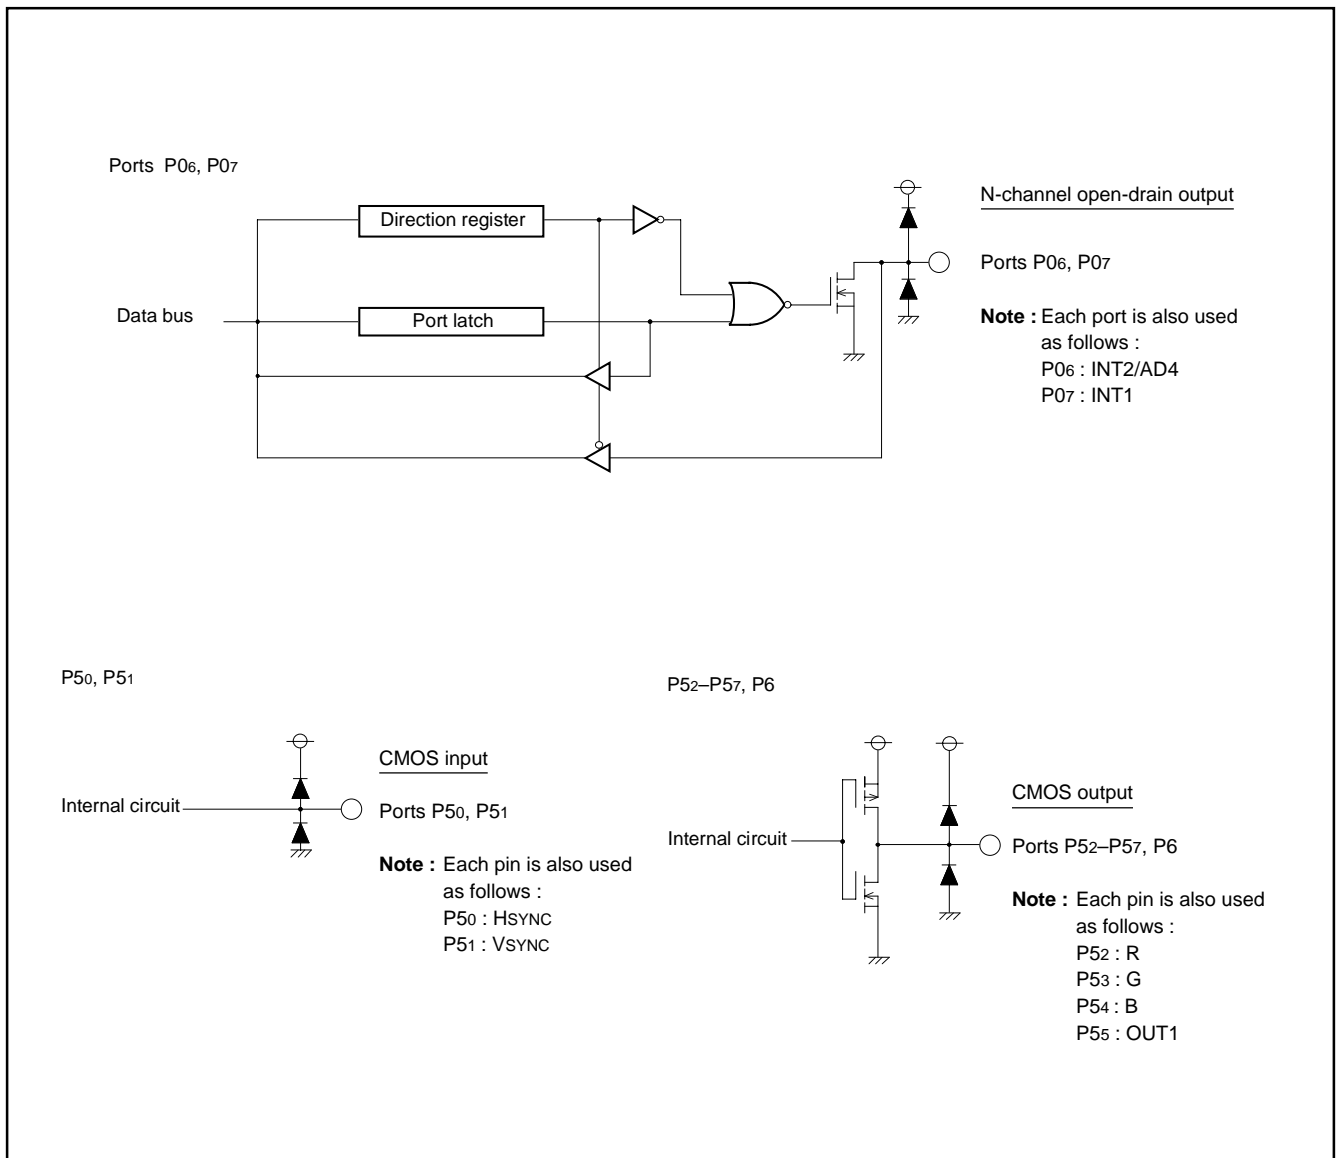 Ports P06, P07
Direction register
N-channel open-drain output
Ports P06, P07
Data bus
Port latch
Note : Each port is also used
as follows :
P06 : INT2/AD4
P07 : INT1
P50, P51
CMOS input
Internal circuit
Ports P50, P51
Note : Each pin is also used
as follows :
P50 : HSYNC
P51 : VSYNC
P52–P57, P6
CMOS output
Internal circuit
Ports P52–P57, P6
Note : Each pin is also used
as follows :
P52 : R
P53 : G
P54 : B
P55 : OUT1